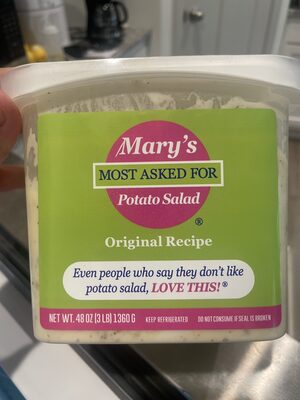 Mary's
MOST ASKED FOR
Potato Salad
®
Original Recipe
Even people who say they don't like
potato salad, LOVE THIS!®
NET WT. 48 OZ (3 LB) 1360 G KEEP REFRIGERATED DO NOT CONSUME IF SEAL IS BROKEN